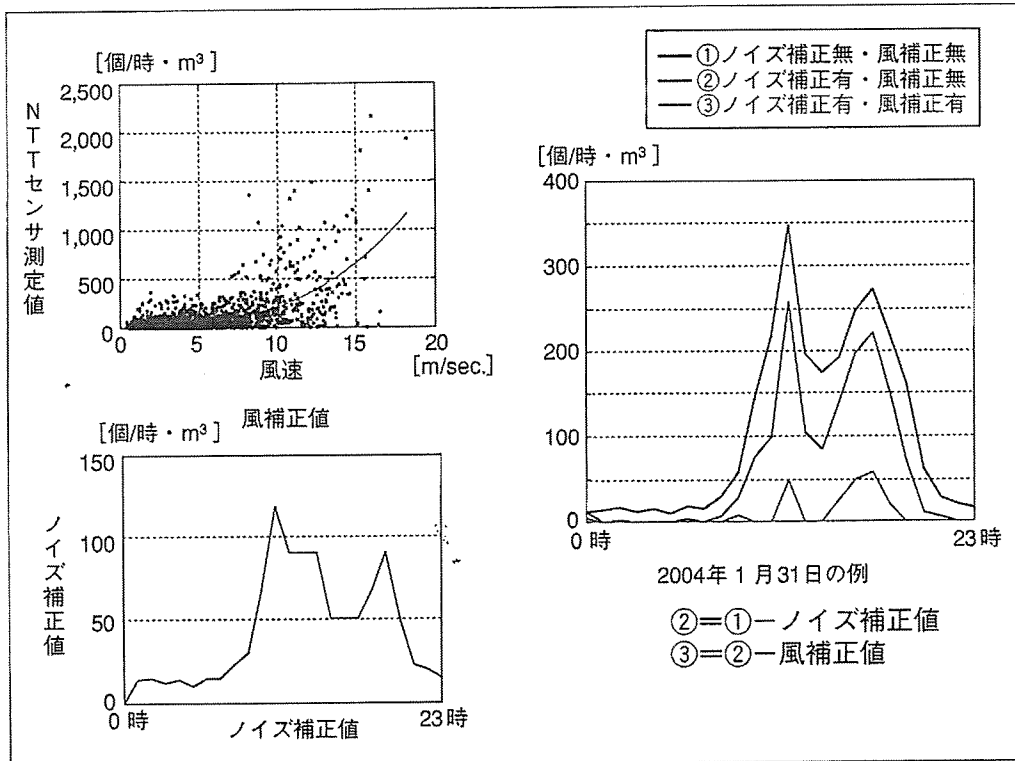 [個/時・m³]
NTTセンサ測定値
2,500
2,000
1,500
1,000
500
0
0 5 10 15 20
風速 [m/sec.]
風補正値
[個/時・m³]
ノイズ補正値
150
100
50
0
0時 23時
ノイズ補正値
①ノイズ補正無・風補正無
②ノイズ補正有・風補正無
③ノイズ補正有・風補正有
[個/時・m³]
400
300
200
100
0
0時 23時
2004年1月31日の例
②=①−ノイズ補正値
③=②−風補正値